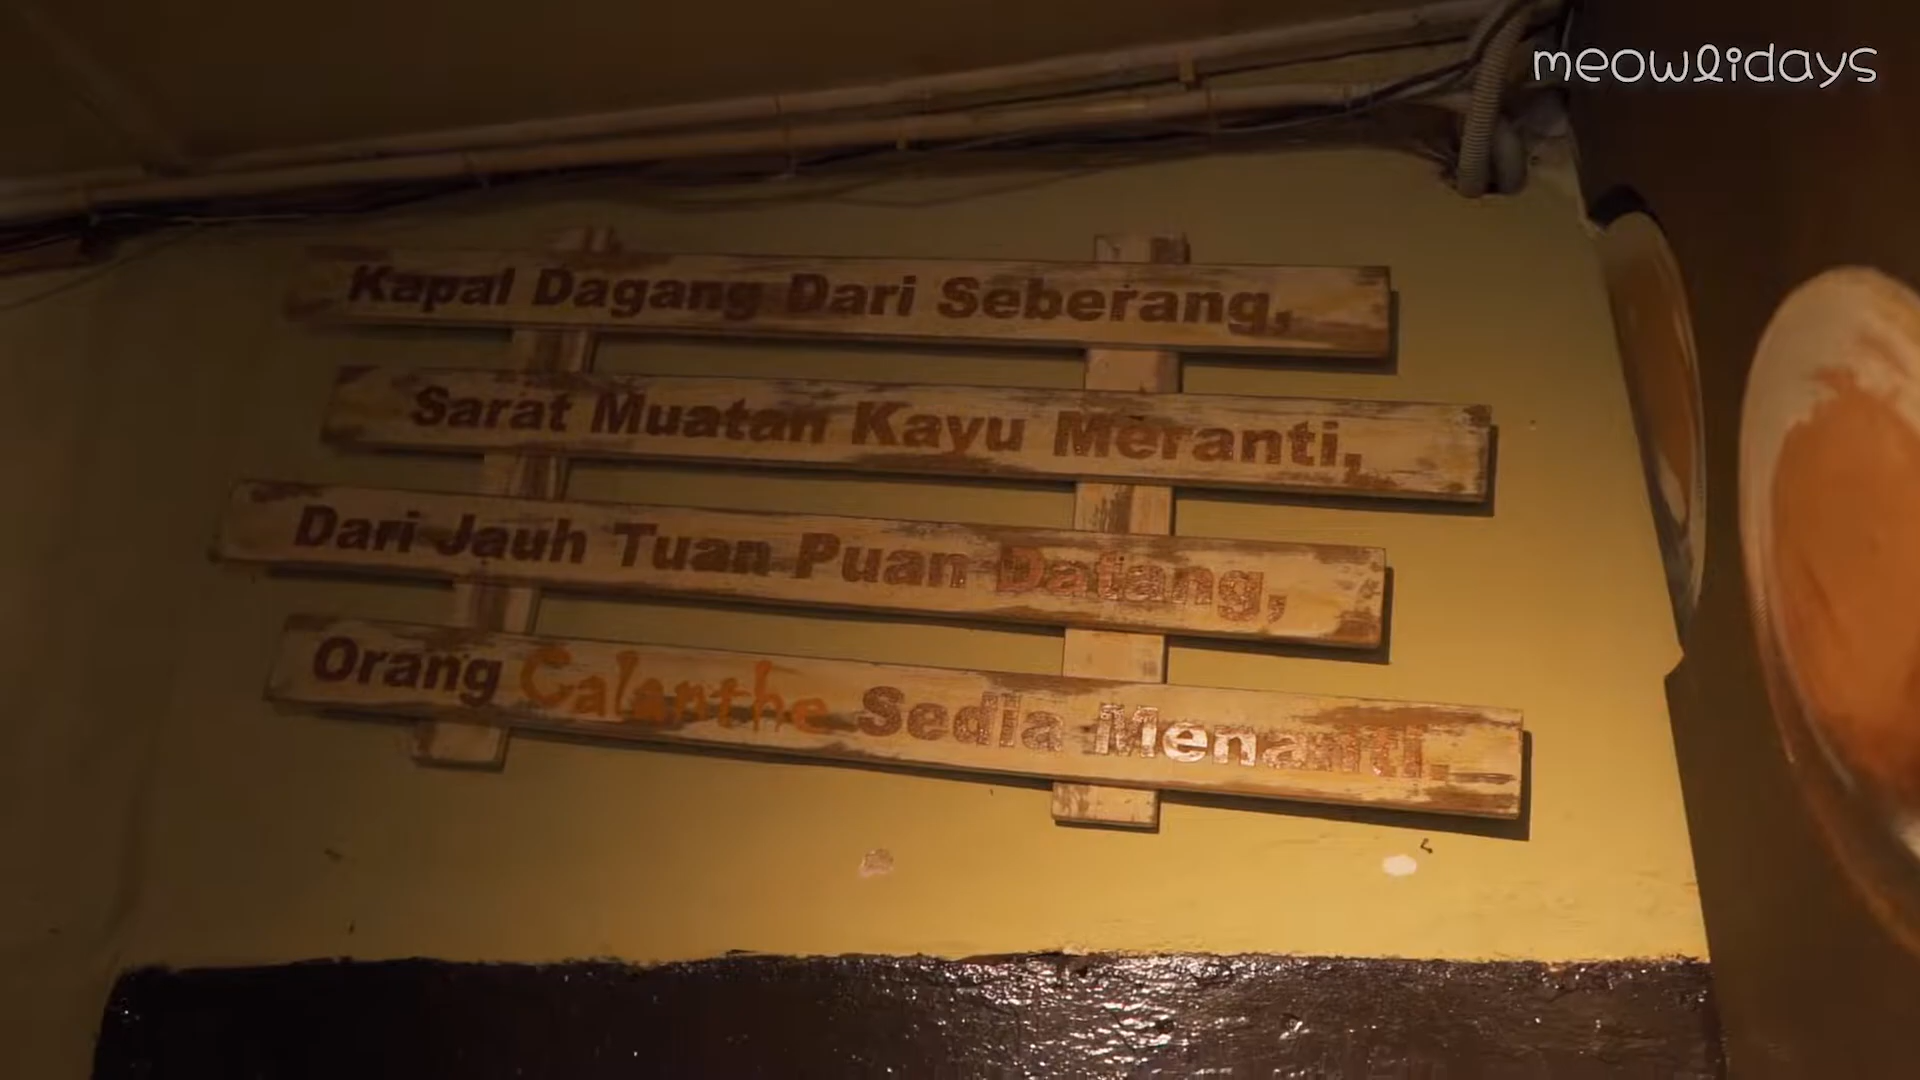 meowlidays
Kapal Dagang Dari Seberang,
Sarat Muatan Kayu Meranti,
Dari Jauh Tuan Puan Datang,
Orang Calanthe Sedia Menanti.